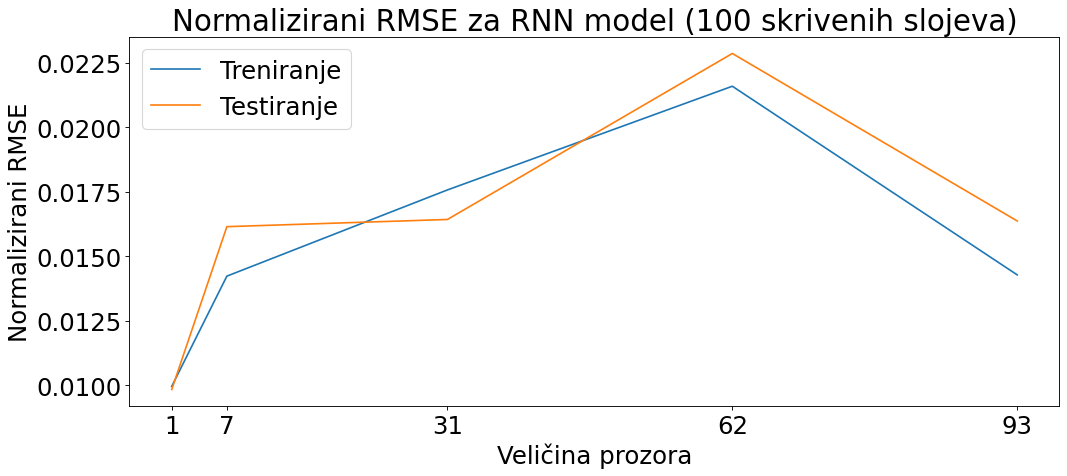 Normalizirani RMSE za RNN model (100 skrivenih slojeva)
Treniranje
Testiranje
Normalizirani RMSE
0.0225
0.0200
0.0175
0.0150
0.0125
0.0100
1 7 31 62 93
Veličina prozora